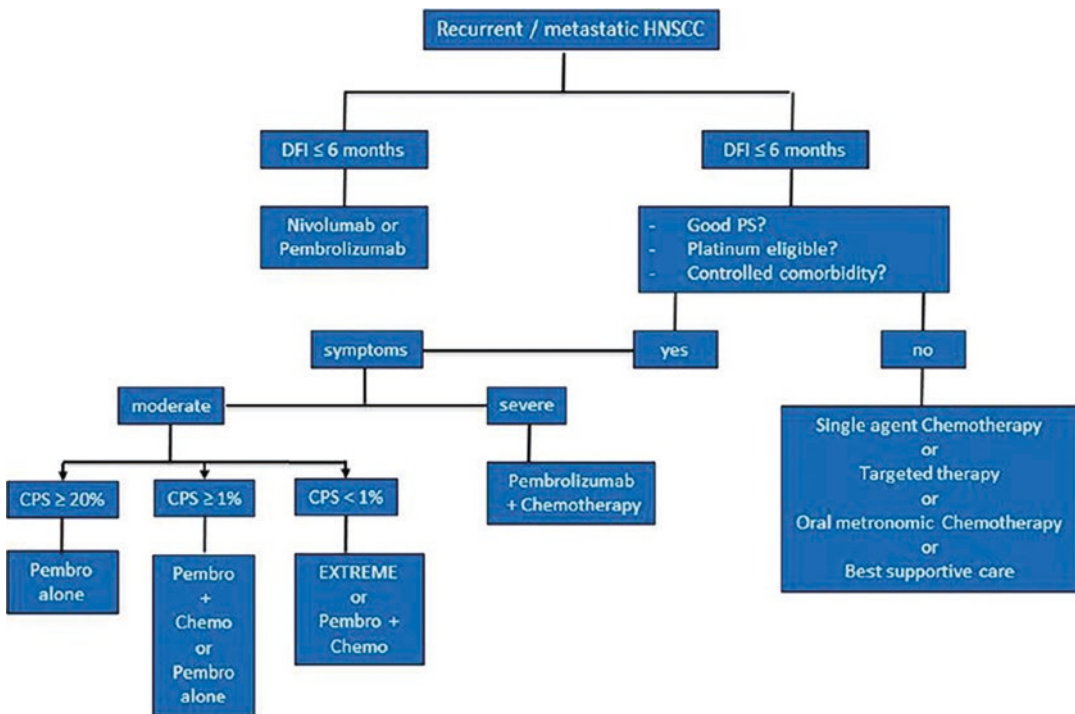 Recurrent / metastatic HNSCC
DFI ≤ 6 months
DFI ≤ 6 months
Nivolumab or
Pembrolizumab
- Good PS?
- Platinum eligible?
- Controlled comorbidity?
symptoms
yes
no
moderate
severe
Single agent Chemotherapy
or
Targeted therapy
or
Oral metronomic Chemotherapy
or
Best supportive care
Pembrolizumab
+ Chemotherapy
CPS ≥ 20%
CPS ≥ 1%
CPS < 1%
Pembro
alone
Pembro
+
Chemo
or
Pembro
alone
EXTREME
or
Pembro +
Chemo